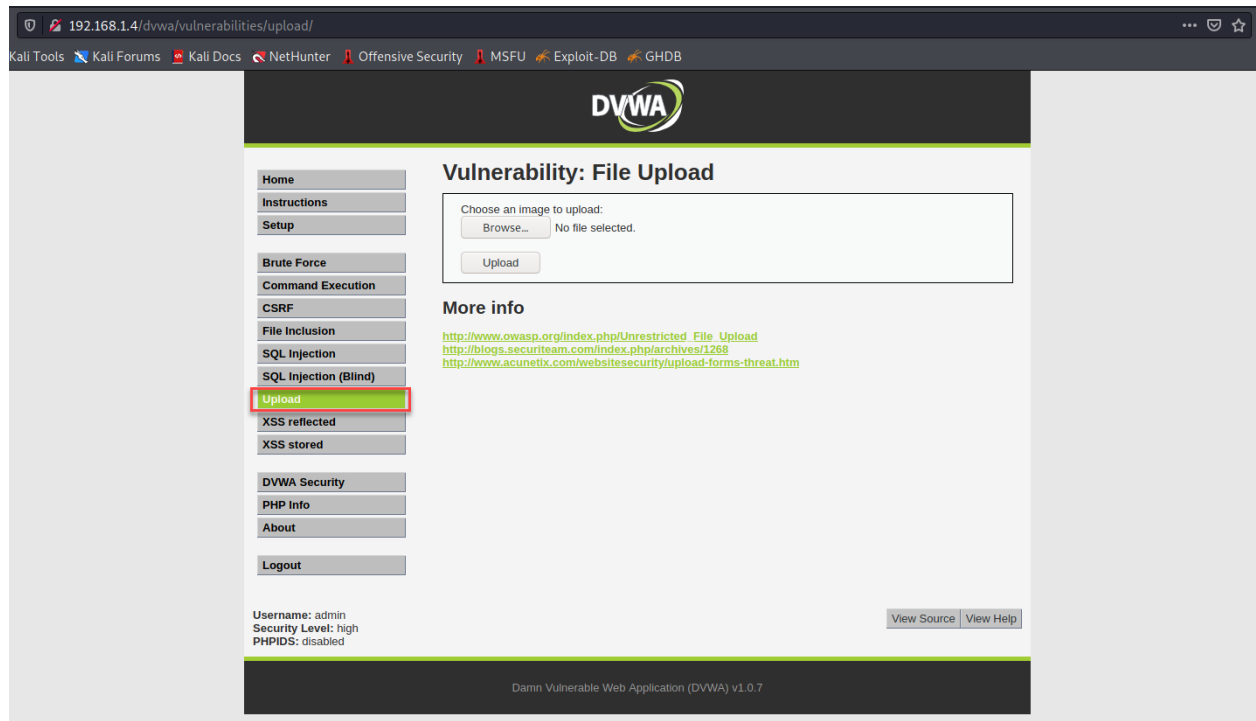 192.168.1.4/dvwa/vulnerabilities/upload/
Kali Tools Kali Forums Kali Docs NetHunter Offensive Security MSFU Exploit-DB GHDB
DVWA
Home
Instructions
Setup
Brute Force
Command Execution
CSRF
File Inclusion
SQL Injection
SQL Injection (Blind)
Upload
XSS reflected
XSS stored
DVWA Security
PHP Info
About
Logout
Vulnerability: File Upload
Choose an image to upload:
Browse... No file selected.
Upload
More info
http://www.owasp.org/index.php/Unrestricted_File_Upload
http://blogs.securiteam.com/index.php/archives/1268
http://www.acunetix.com/websitesecurity/upload-forms-threat.htm
Username: admin
Security Level: high
PHPIDS: disabled
View Source View Help
Damn Vulnerable Web Application (DVWA) v1.0.7